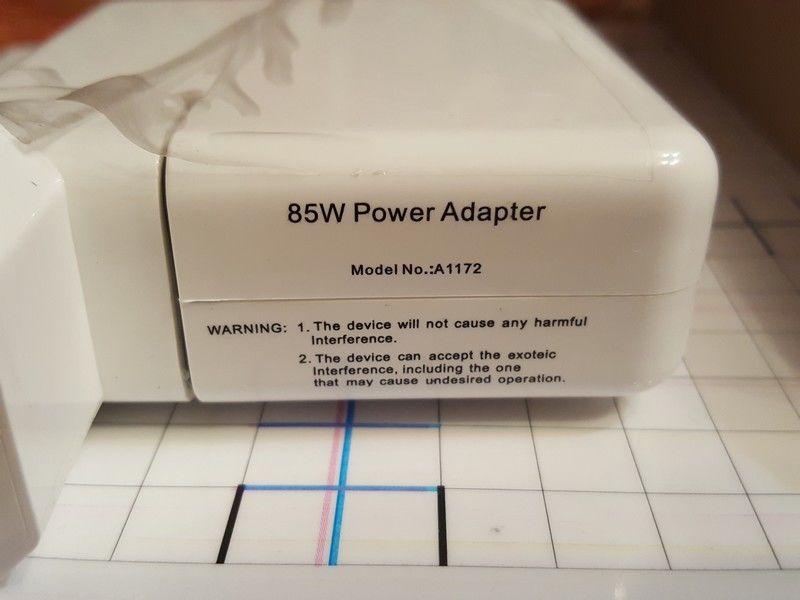 85W Power Adapter
Model No.:A1172
WARNING: 1. The device will not cause any harmful
Interference.
2. The device can accept the exoteic
Interference, including the one
that may cause undesired operation.